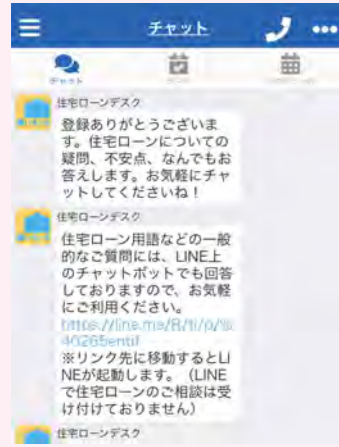 チャット
チャット
住宅ローンデスク
登録ありがとうございま
す。住宅ローンについての
疑問、不安点、なんでもお
答えします。お気軽にチャ
ットしてくださいね！
住宅ローンデスク
住宅ローン用語などの一般
的なご質問には、LINE上
のチャットボットでも回答
しておりますので、お気軽
にご利用ください。
https://line.me/R/ti/p/%
40265entif
※リンク先に移動するとLI
NEが起動します。（LINE
で住宅ローンのご相談は受
け付けておりません）
住宅ローンデスク